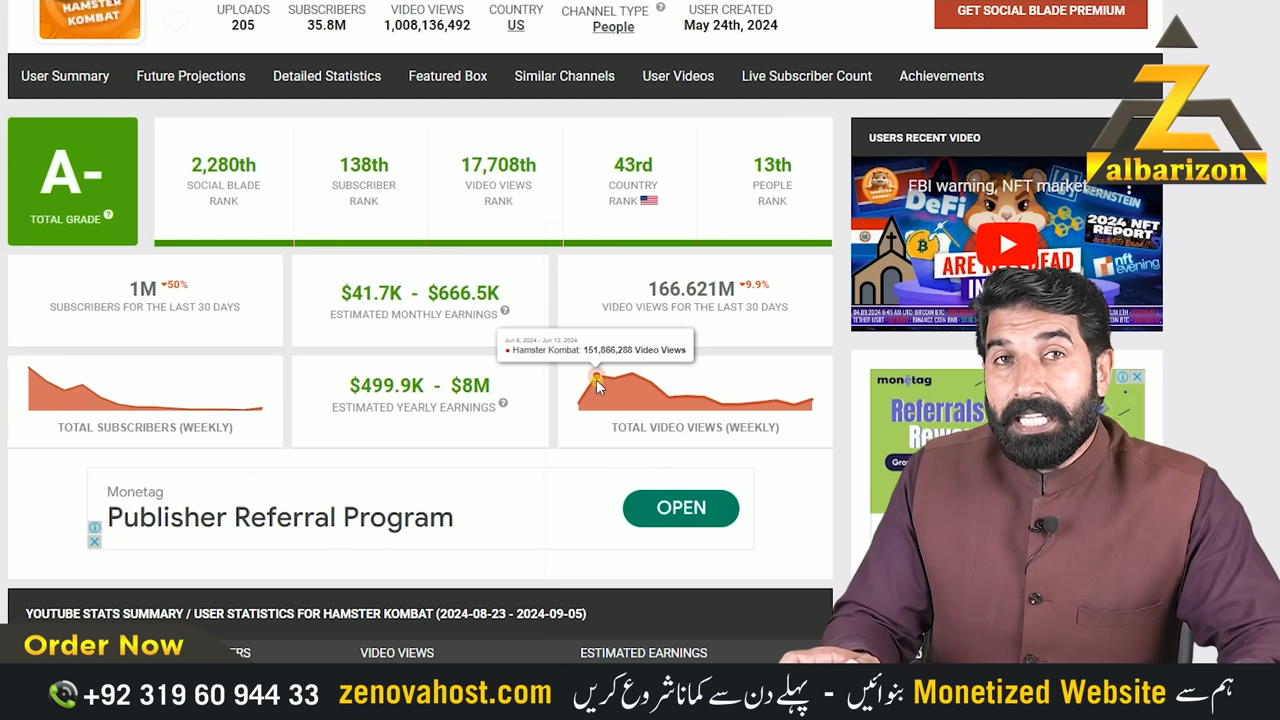 HAMSTER
KOMBAT
UPLOADS
205
SUBSCRIBERS
35.8M
VIDEO VIEWS
1,008,136,492
COUNTRY
US
CHANNEL TYPE
People
USER CREATED
May 24th, 2024
GET SOCIAL BLADE PREMIUM
User Summary
Future Projections
Detailed Statistics
Featured Box
Similar Channels
User Videos
Live Subscriber Count
Achievements
albarizon
A-
TOTAL GRADE
2,280th
SOCIAL BLADE
RANK
138th
SUBSCRIBER
RANK
17,708th
VIDEO VIEWS
RANK
43rd
COUNTRY
RANK
13th
PEOPLE
RANK
USERS RECENT VIDEO
FBI warning, NFT market
DeFi
2024 NFT
REPORT
nft
evening
1M 50%
SUBSCRIBERS FOR THE LAST 30 DAYS
$41.7K - $666.5K
ESTIMATED MONTHLY EARNINGS
166.621M 9.9%
VIDEO VIEWS FOR THE LAST 30 DAYS
Jun 6, 2024 - Jun 12, 2024
Hamster Kombat: 151,866,288 Video Views
TOTAL SUBSCRIBERS (WEEKLY)
$499.9K - $8M
ESTIMATED YEARLY EARNINGS
TOTAL VIDEO VIEWS (WEEKLY)
monetag
Referrals
Monetag
Publisher Referral Program
OPEN
YOUTUBE STATS SUMMARY / USER STATISTICS FOR HAMSTER KOMBAT (2024-08-23 - 2024-09-05)
VIDEO VIEWS
ESTIMATED EARNINGS
Order Now
+92 319 60 944 33
zenovahost.com
ہم سے Monetized Website بنوائیں - پہلے دن سے کمانا شروع کریں